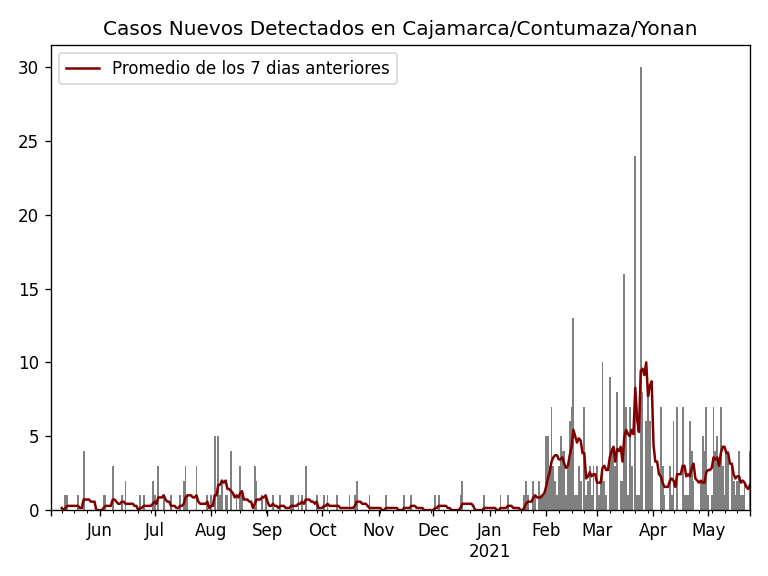 Casos Nuevos Detectados en Cajamarca/Contumaza/Yonan
Promedio de los 7 dias anteriores
30
25
20
15
10
5
0
Jun Jul Aug Sep Oct Nov Dec Jan Feb Mar Apr May
2021